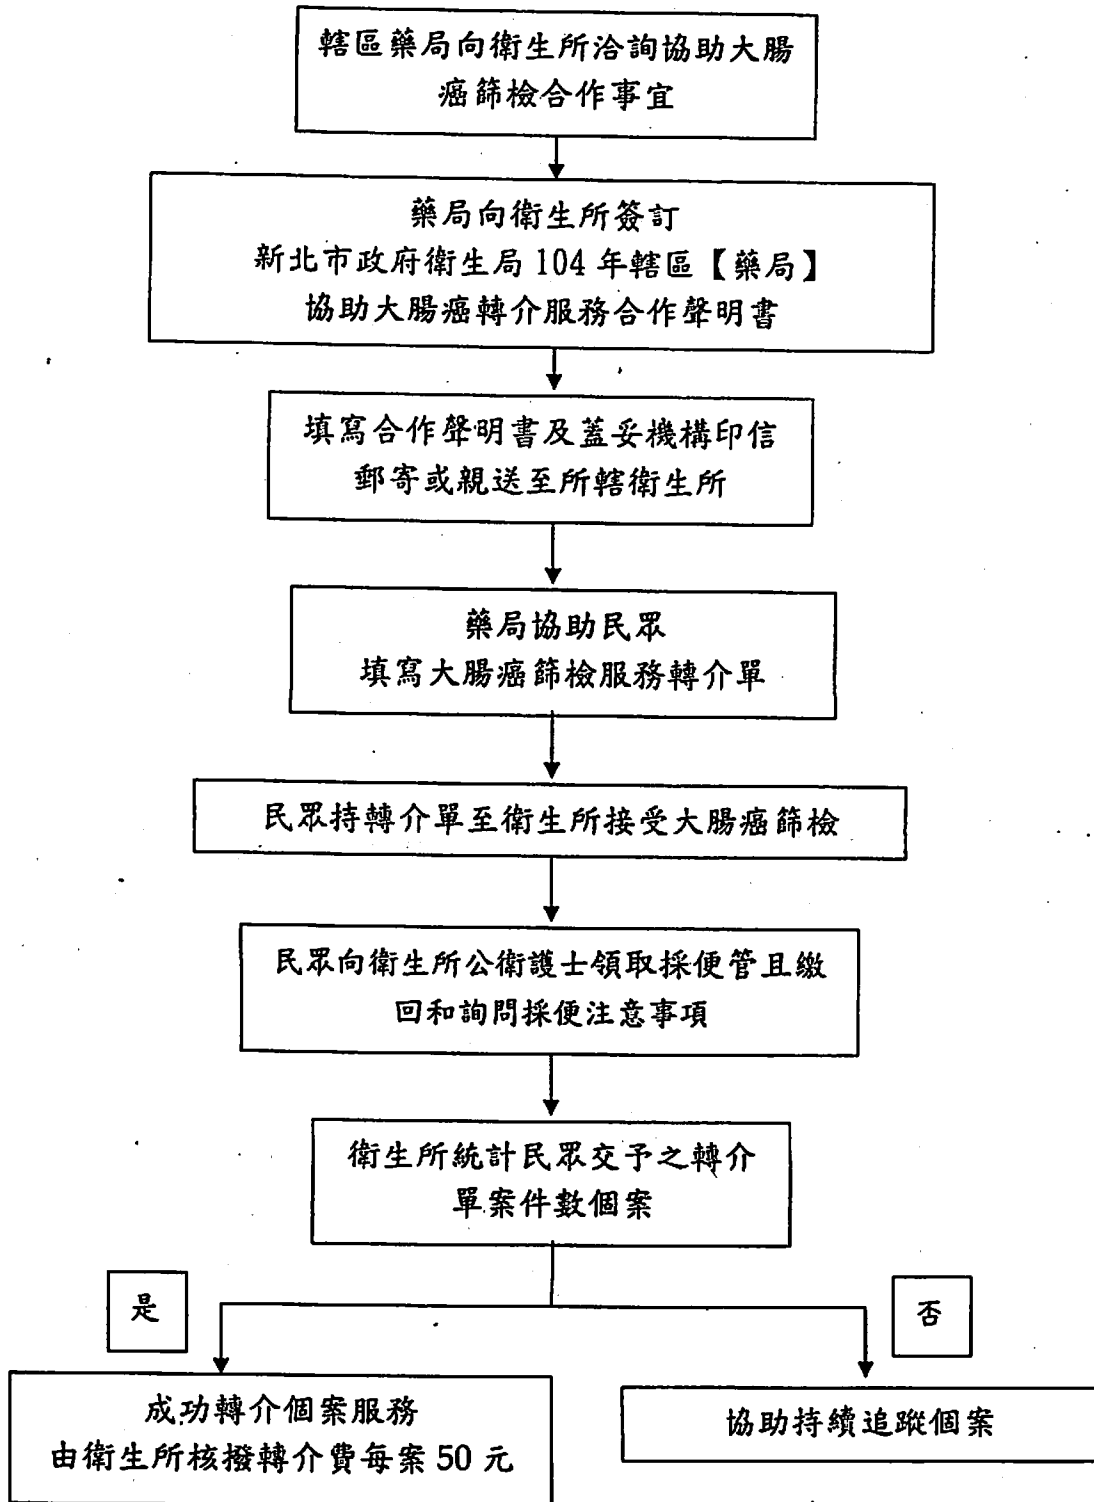 轄區藥局向衛生所洽詢協助大腸
癌篩檢合作事宜
藥局向衛生所簽訂
新北市政府衛生局 104 年轄區【藥局】
協助大腸癌轉介服務合作聲明書
填寫合作聲明書及蓋妥機構印信
郵寄或親送至所轄衛生所
藥局協助民眾
填寫大腸癌篩檢服務轉介單
民眾持轉介單至衛生所接受大腸癌篩檢
民眾向衛生所公衛護士領取採便管且繳
回和詢問採便注意事項
衛生所統計民眾交予之轉介
單案件數個案
是
否
成功轉介個案服務
由衛生所核撥轉介費每案 50 元
協助持續追蹤個案